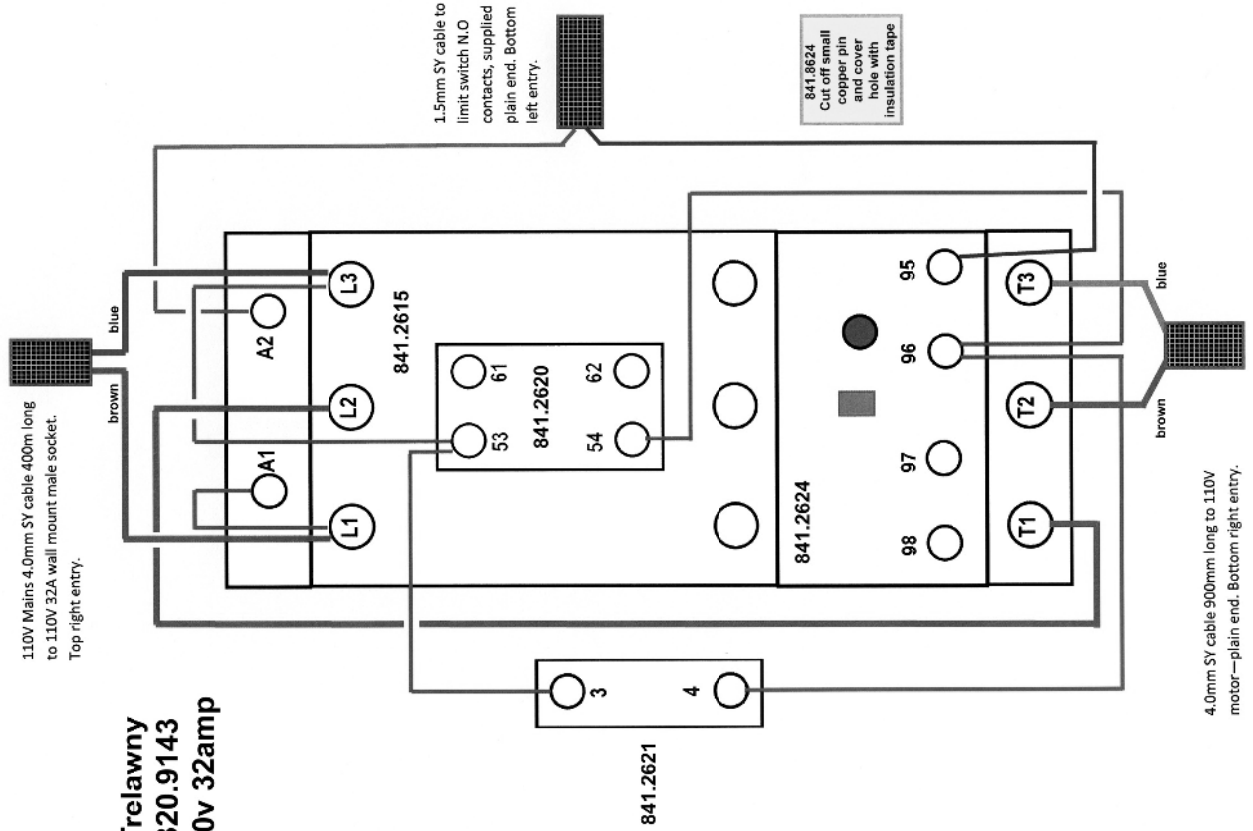 110V Mains 4.0mm SY cable 400m long
to 110V 32A wall mount male socket.
Top right entry.
brown
blue
1.5mm SY cable to
limit switch N.O
contacts, supplied
plain end. Bottom
left entry.
841.8624
Cut off small
copper pin
and cover
hole with
insulation tape
A1
A2
L1
L2
L3
841.2615
53
61
841.2620
54
62
841.2624
98
97
96
95
T1
T2
T3
brown
blue
4.0mm SY cable 900mm long to 110V
motor—plain end. Bottom right entry.
3
4
841.2621
Trelawny
320.9143
0v 32amp